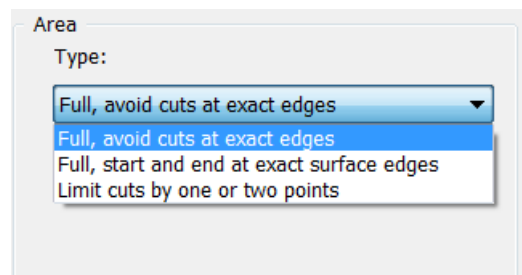 Area
Type:
Full, avoid cuts at exact edges
Full, avoid cuts at exact edges
Full, start and end at exact surface edges
Limit cuts by one or two points